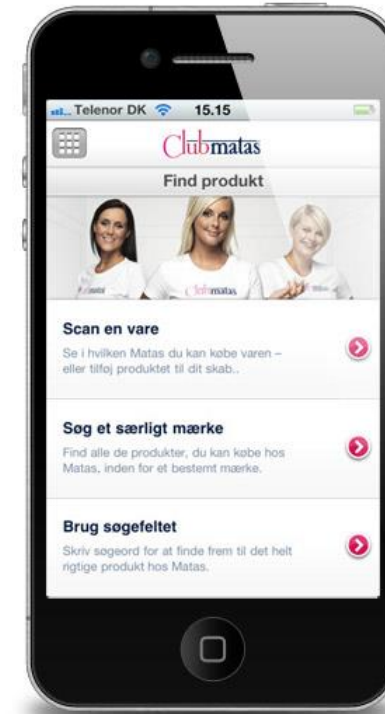 Telenor DK 15.15
Clubmatas
Find produkt
Clubmatas
Scan en vare
Se i hvilken Matas du kan købe varen –
eller tilføj produktet til dit skab..
Søg et særligt mærke
Find alle de produkter, du kan købe hos
Matas, inden for et bestemt mærke.
Brug søgefeltet
Skriv søgeord for at finde frem til det helt
rigtige produkt hos Matas.